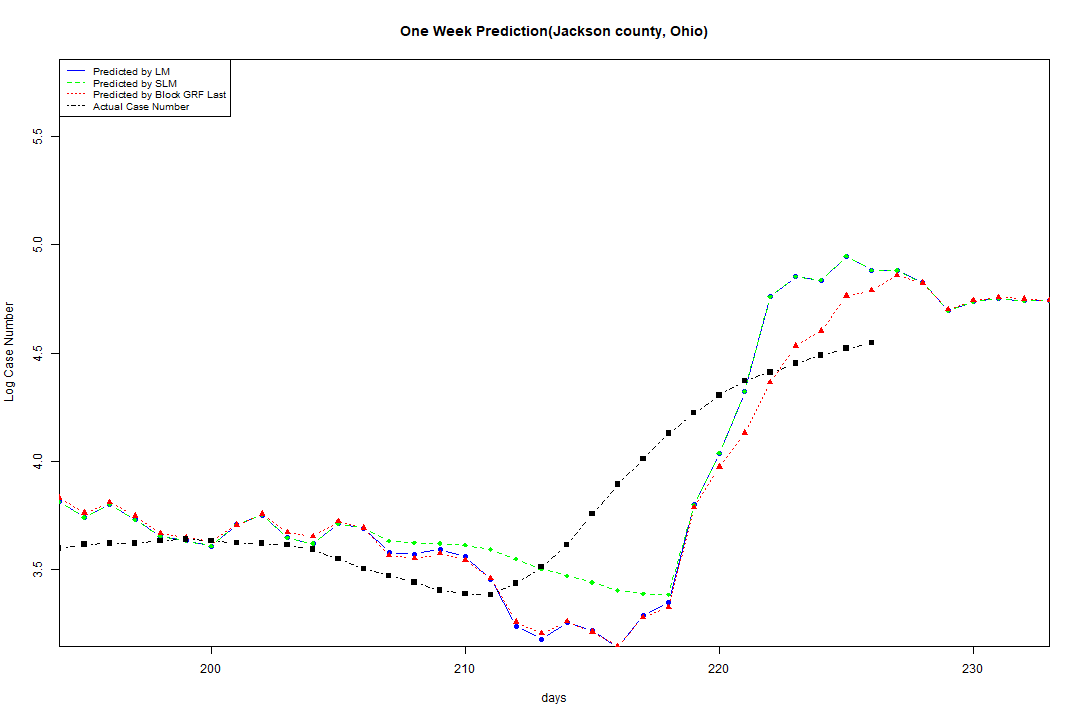 One Week Prediction(Jackson county, Ohio)
Predicted by LM
Predicted by SLM
Predicted by Block GRF Last
Actual Case Number
Log Case Number
5.5
5.0
4.5
4.0
3.5
200 210 220 230
days